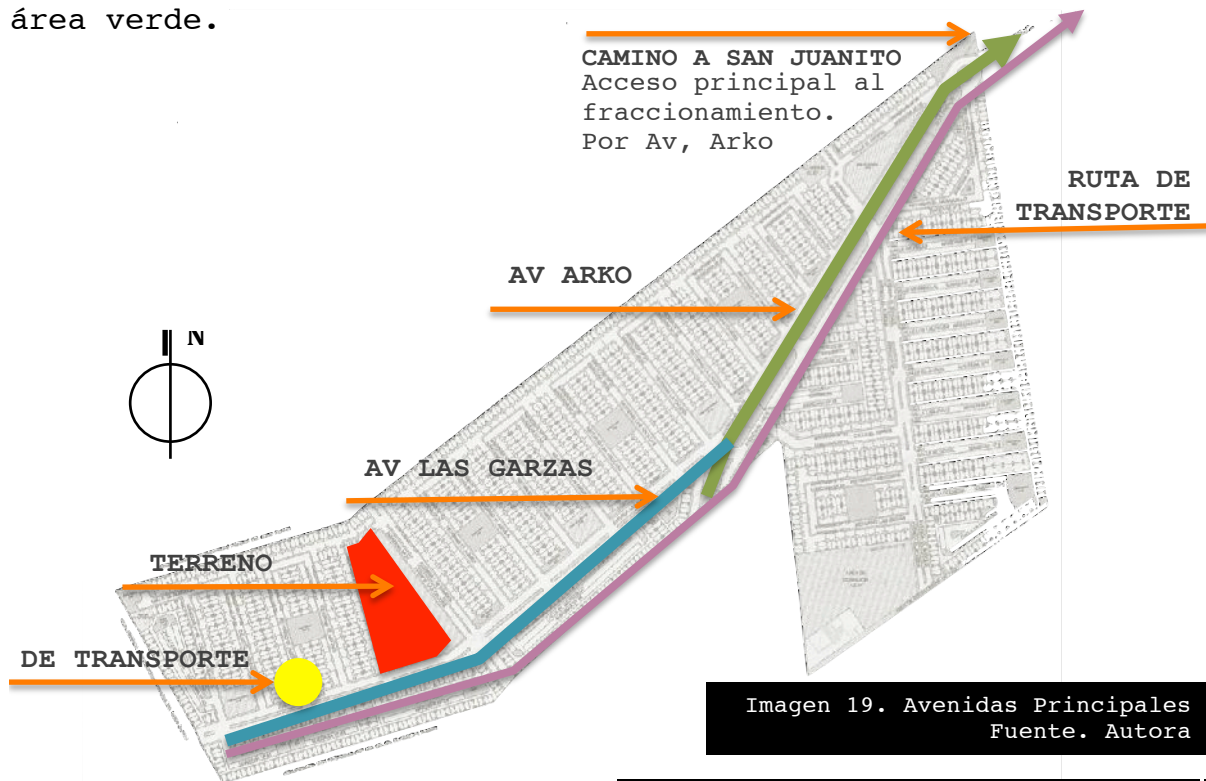 área verde.
CAMINO A SAN JUANITO
Acceso principal al
fraccionamiento.
Por Av, Arko
RUTA DE
TRANSPORTE
AV ARKO
N
AV LAS GARZAS
TERRENO
DE TRANSPORTE
Imagen 19. Avenidas Principales
Fuente. Autora